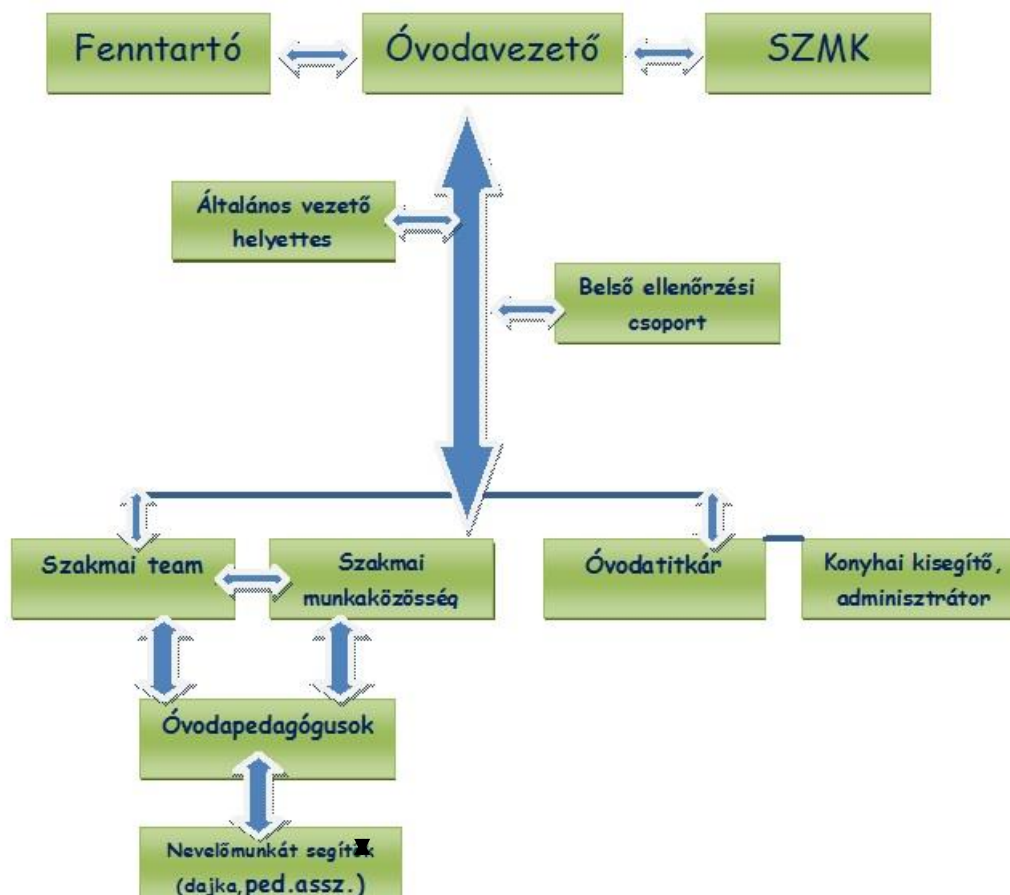 Fenntartó
Óvodavezető
SZMK
Általános vezető
helyettes
Belső ellenőrzési
csoport
Szakmai team
Szakmai
munkaközösség
Óvodatitkár
Konyhai kisegítő,
adminisztrátor
Óvodapedagógusok
Nevelőmunkát
(dajka,ped.assz.)